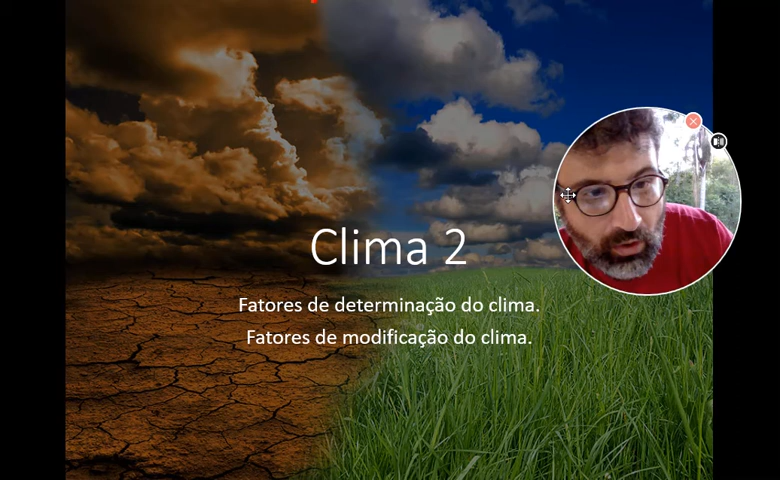 Clima 2
Fatores de determinação do clima.
Fatores de modificação do clima.